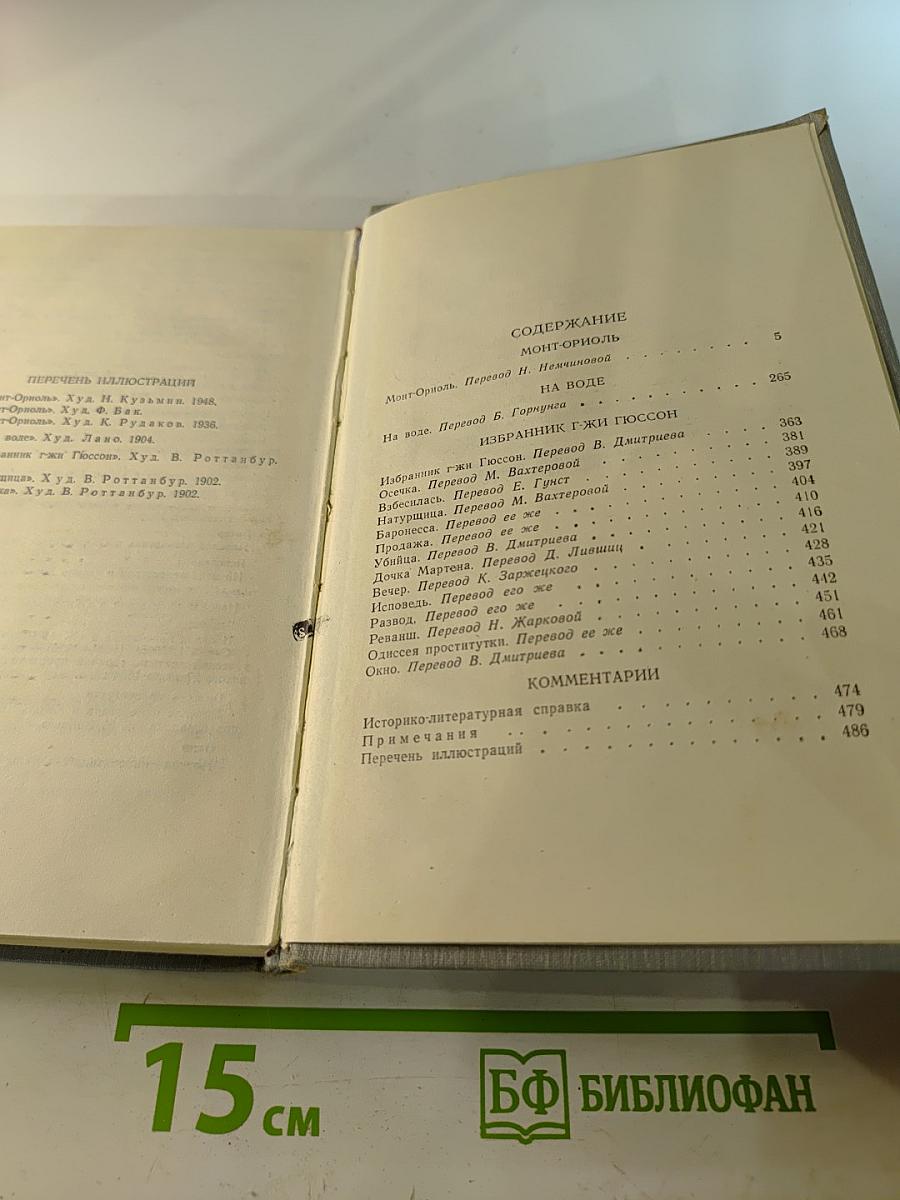 ПЕРЕЧЕНЬ ИЛЛЮСТРАЦИЙ
нт-Ориоль». Худ. Н. Кузьмин. 1948.
т-Ориоль». Худ. Ф. Бак.
т-Ориоль». Худ. К. Рудаков. 1936.
воде». Худ. Лано. 1904.
ранник г-жи Гюссон». Худ. В. Роттанбур.
щица». Худ. В. Роттанбур. 1902.
ка». Худ. В. Роттанбур. 1902.
СОДЕРЖАНИЕ
МОНТ-ОРИОЛЬ
Монт-Ориоль. Перевод Н. Немчиновой . . . . . . . . 5
НА ВОДЕ
На воде. Перевод Б. Горнунга . . . . . . . . . . 265
ИЗБРАННИК Г-ЖИ ГЮССОН
Избранник г-жи Гюссон. Перевод В. Дмитриева . . . . 363
Осечка. Перевод М. Вахтеровой . . . . . . . . . 381
Взбесилась. Перевод Е. Гунст . . . . . . . . . 389
Натурщица. Перевод М. Вахтеровой . . . . . . . . 397
Баронесса. Перевод ее же . . . . . . . . . . 404
Продажа. Перевод ее же . . . . . . . . . . 410
Убийца. Перевод В. Дмитриева . . . . . . . . . 416
Дочка Мартена. Перевод Д. Лившиц . . . . . . . . 421
Вечер. Перевод К. Заржецкого . . . . . . . . . 428
Исповедь. Перевод его же . . . . . . . . . . 435
Развод. Перевод его же . . . . . . . . . . 442
Реванш. Перевод Н. Жарковой . . . . . . . . . 451
Одиссея проститутки. Перевод ее же . . . . . . . . 461
Окно. Перевод В. Дмитриева . . . . . . . . . 468
КОММЕНТАРИИ
Историко-литературная справка . . . . . . . . . 474
Примечания . . . . . . . . . . . . . 479
Перечень иллюстраций . . . . . . . . . . . . 486
15 см
БФ БИБЛИОФАН